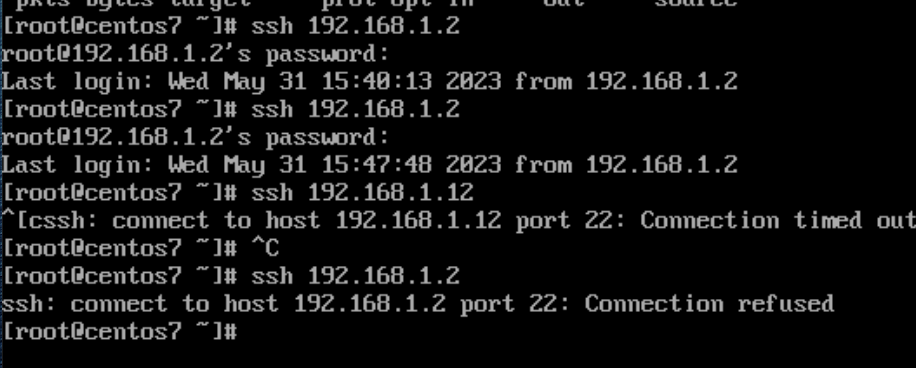 pkts bytes target prot opt in out source
[root@centos7 ~]# ssh 192.168.1.2
root@192.168.1.2's password:
Last login: Wed May 31 15:40:13 2023 from 192.168.1.2
[root@centos7 ~]# ssh 192.168.1.2
root@192.168.1.2's password:
Last login: Wed May 31 15:47:48 2023 from 192.168.1.2
[root@centos7 ~]# ssh 192.168.1.12
^[cssh: connect to host 192.168.1.12 port 22: Connection timed out
[root@centos7 ~]# ^C
[root@centos7 ~]# ssh 192.168.1.2
ssh: connect to host 192.168.1.2 port 22: Connection refused
[root@centos7 ~]#